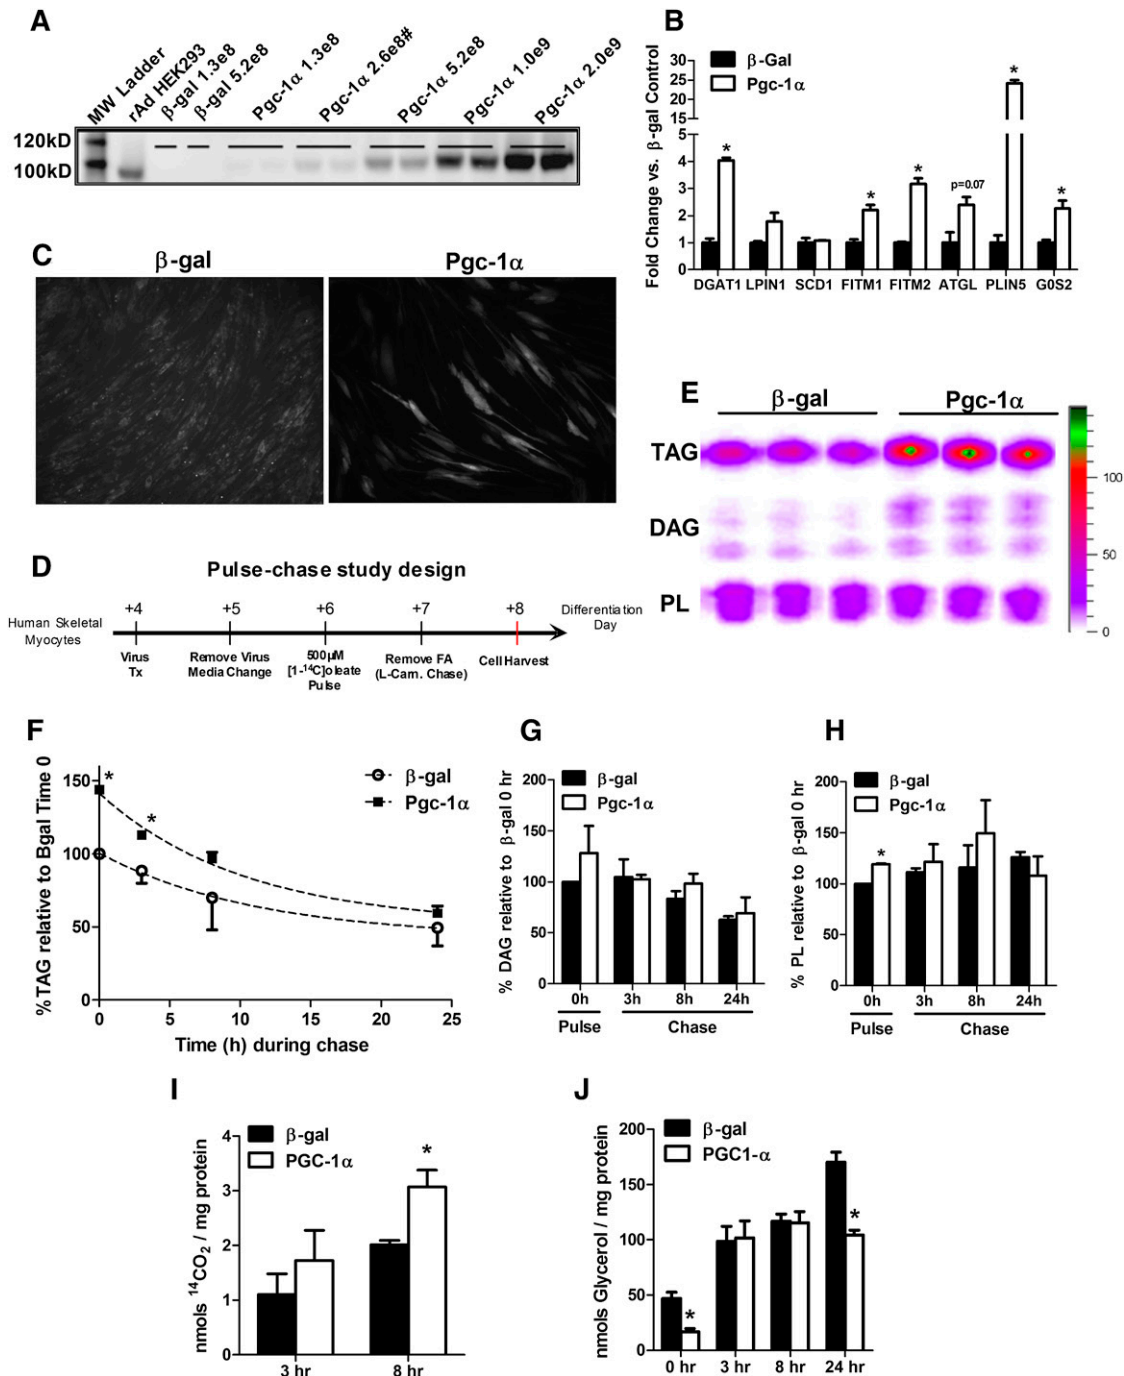 A
MW Ladder
rAd HEK293
β-gal 1.3e8
β-gal 5.2e8
Pgc-1α 1.3e8
Pgc-1α 2.6e8#
Pgc-1α 5.2e8
Pgc-1α 1.0e9
Pgc-1α 2.0e9
120kD
100kD
B
β-Gal
Pgc-1α
Fold Change vs. β-gal Control
30
25
20
15
5
4
3
2
1
0
* * * p=0.07 * *
DGAT1 LPIN1 SCD1 FITM1 FITM2 ATGL PLIN5 G0S2
C
β-gal
Pgc-1α
D
Pulse-chase study design
+4 +5 +6 +7 +8
Human Skeletal
Myocytes
Differentiation
Day
Virus
Tx
Remove Virus
Media Change
500µM
[1-¹⁴C]oleate
Pulse
Remove FA
(L-Carn. Chase)
Cell Harvest
E
β-gal
Pgc-1α
TAG
DAG
PL
100
50
0
F
β-gal
Pgc-1α
%TAG relative to Bgal Time 0
150
100
50
0
* *
0 5 10 15 20 25
Time (h) during chase
G
β-gal
Pgc-1α
% DAG relative to β-gal 0 hr
200
150
100
50
0
0h 3h 8h 24h
Pulse Chase
H
β-gal
Pgc-1α
% PL relative to β-gal 0 hr
200
150
100
50
0
*
0h 3h 8h 24h
Pulse Chase
I
β-gal
PGC-1α
nmols ¹⁴CO₂ / mg protein
4
3
2
1
0
*
3 hr 8 hr
J
β-gal
PGC1-α
nmols Glycerol / mg protein
200
150
100
50
0
* *
0 hr 3 hr 8 hr 24 hr